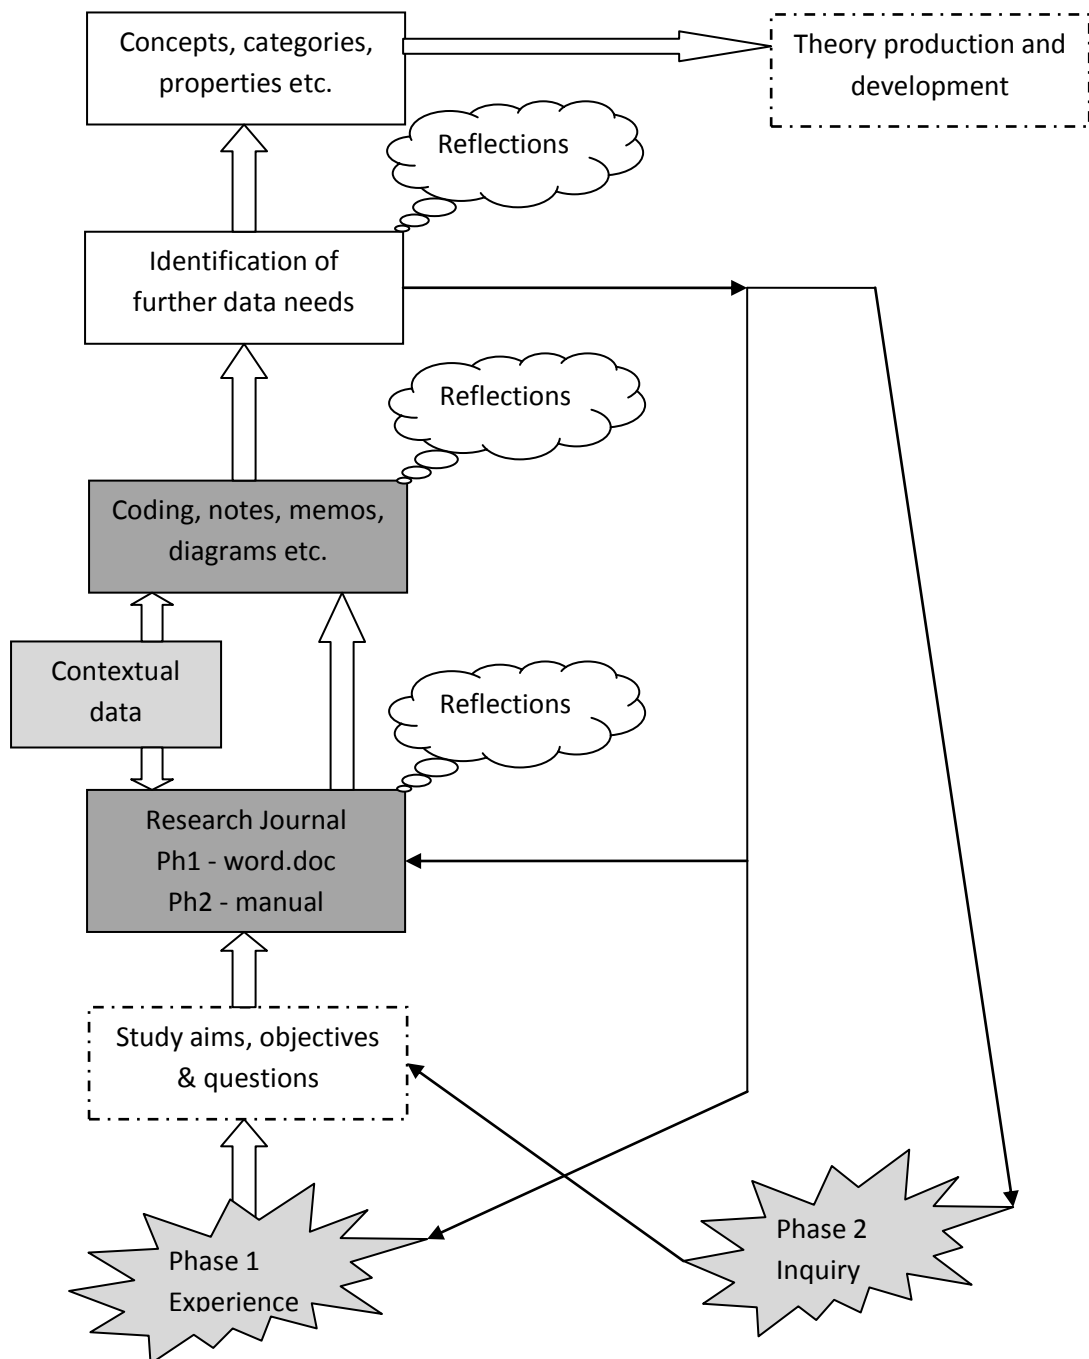 Concepts, categories,
properties etc.
Theory production and
development
Reflections
Identification of
further data needs
Reflections
Coding, notes, memos,
diagrams etc.
Contextual
data
Reflections
Research Journal
Ph1 - word.doc
Ph2 - manual
Study aims, objectives
& questions
Phase 1
Experience
Phase 2
Inquiry